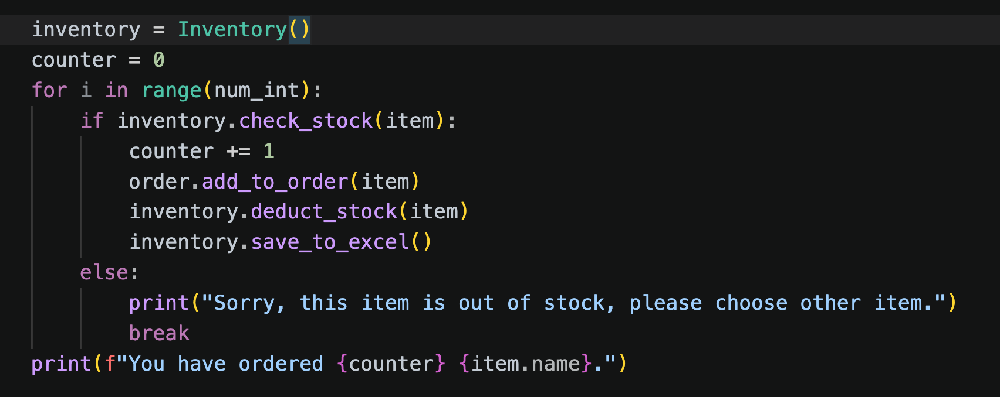 inventory = Inventory()
counter = 0
for i in range(num_int):
    if inventory.check_stock(item):
        counter += 1
        order.add_to_order(item)
        inventory.deduct_stock(item)
        inventory.save_to_excel()
    else:
        print("Sorry, this item is out of stock, please choose other item.")
        break
print(f"You have ordered {counter} {item.name}.")